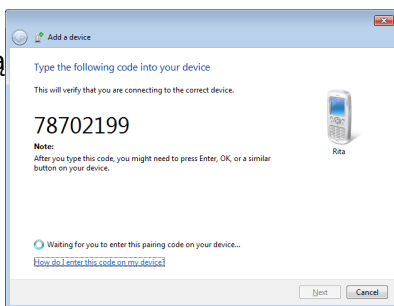 Add a device
ą
Type the following code into your device
This will verify that you are connecting to the correct device.
78702199
Note:
After you type this code, you might need to press Enter, OK, or a similar
button on your device.
Rita
Waiting for you to enter this pairing code on your device...
How do I enter this code on my device?
Next
Cancel